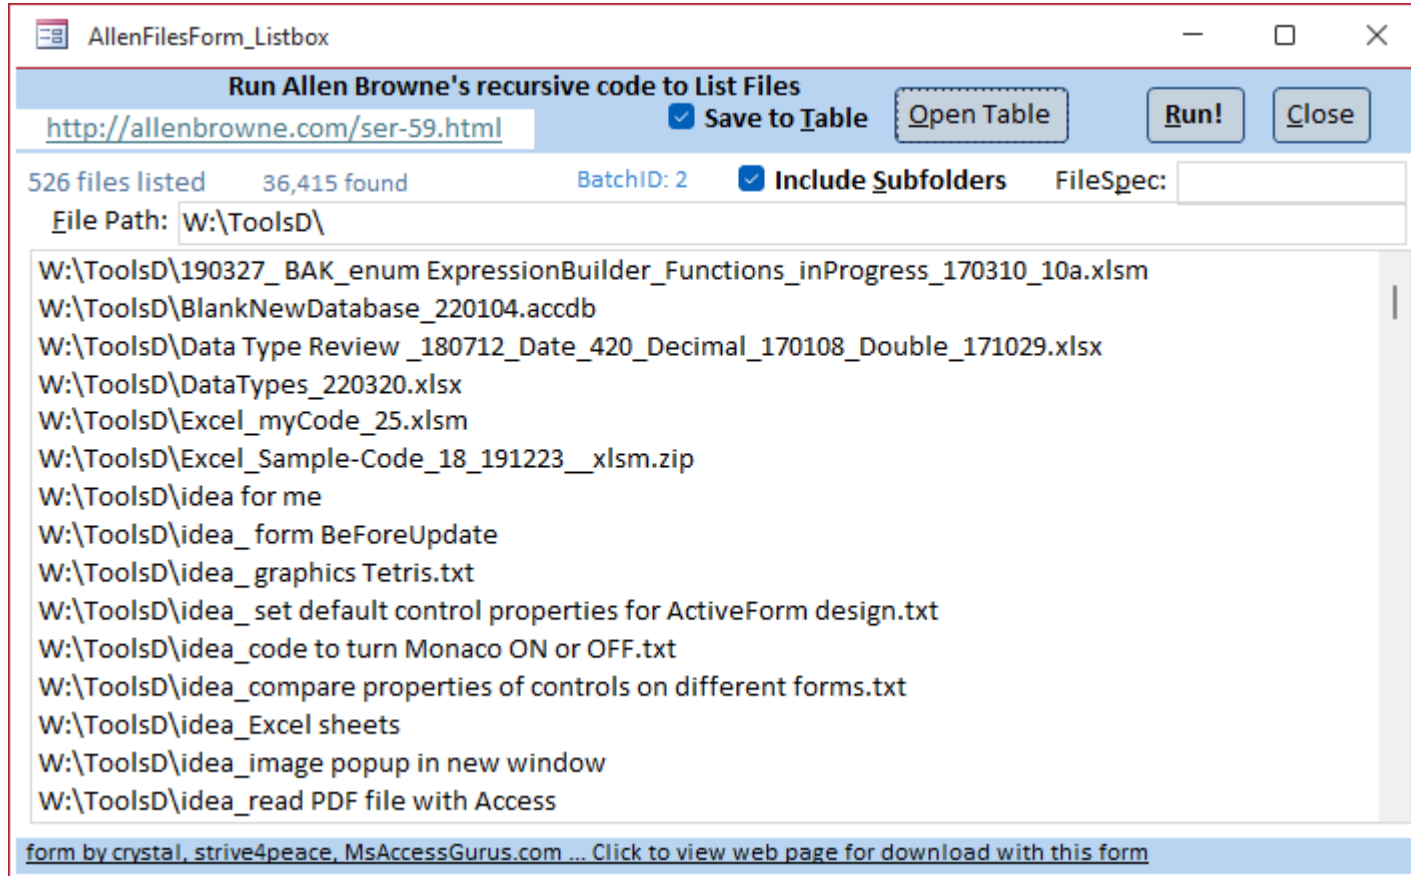 AllenFilesForm_Listbox
Run Allen Browne's recursive code to List Files
http://allenbrowne.com/ser-59.html
Save to Table
Open Table
Run!
Close
526 files listed
36,415 found
BatchID: 2
Include Subfolders
FileSpec:
File Path: W:\ToolsD\
W:\ToolsD\190327_ BAK_enum ExpressionBuilder_Functions_inProgress_170310_10a.xlsm
W:\ToolsD\BlankNewDatabase_220104.accdb
W:\ToolsD\Data Type Review _180712_Date_420_Decimal_170108_Double_171029.xlsx
W:\ToolsD\DataTypes_220320.xlsx
W:\ToolsD\Excel_myCode_25.xlsm
W:\ToolsD\Excel_Sample-Code_18_191223__xlsm.zip
W:\ToolsD\idea for me
W:\ToolsD\idea_ form BeForeUpdate
W:\ToolsD\idea_ graphics Tetris.txt
W:\ToolsD\idea_ set default control properties for ActiveForm design.txt
W:\ToolsD\idea_code to turn Monaco ON or OFF.txt
W:\ToolsD\idea_compare properties of controls on different forms.txt
W:\ToolsD\idea_Excel sheets
W:\ToolsD\idea_image popup in new window
W:\ToolsD\idea_read PDF file with Access
form by crystal, strive4peace, MsAccessGurus.com ... Click to view web page for download with this form